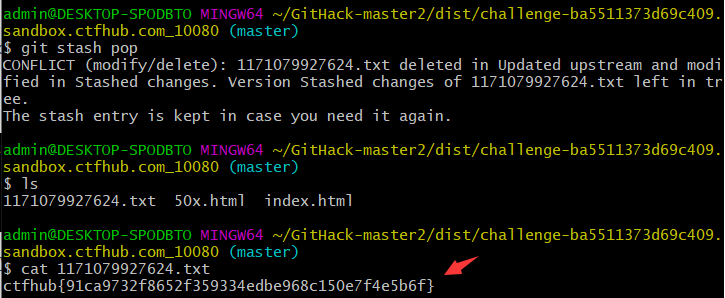 admin@DESKTOP-SPODBTO MINGW64 ~/GitHack-master2/dist/challenge-ba5511373d69c409.
sandbox.ctfhub.com_10080 (master)
$ git stash pop
CONFLICT (modify/delete): 1171079927624.txt deleted in Updated upstream and modi
fied in Stashed changes. Version Stashed changes of 1171079927624.txt left in tr
ee.
The stash entry is kept in case you need it again.
admin@DESKTOP-SPODBTO MINGW64 ~/GitHack-master2/dist/challenge-ba5511373d69c409.
sandbox.ctfhub.com_10080 (master)
$ ls
1171079927624.txt  50x.html  index.html
admin@DESKTOP-SPODBTO MINGW64 ~/GitHack-master2/dist/challenge-ba5511373d69c409.
sandbox.ctfhub.com_10080 (master)
$ cat 1171079927624.txt
ctfhub{91ca9732f8652f359334edbe968c150e7f4e5b6f}